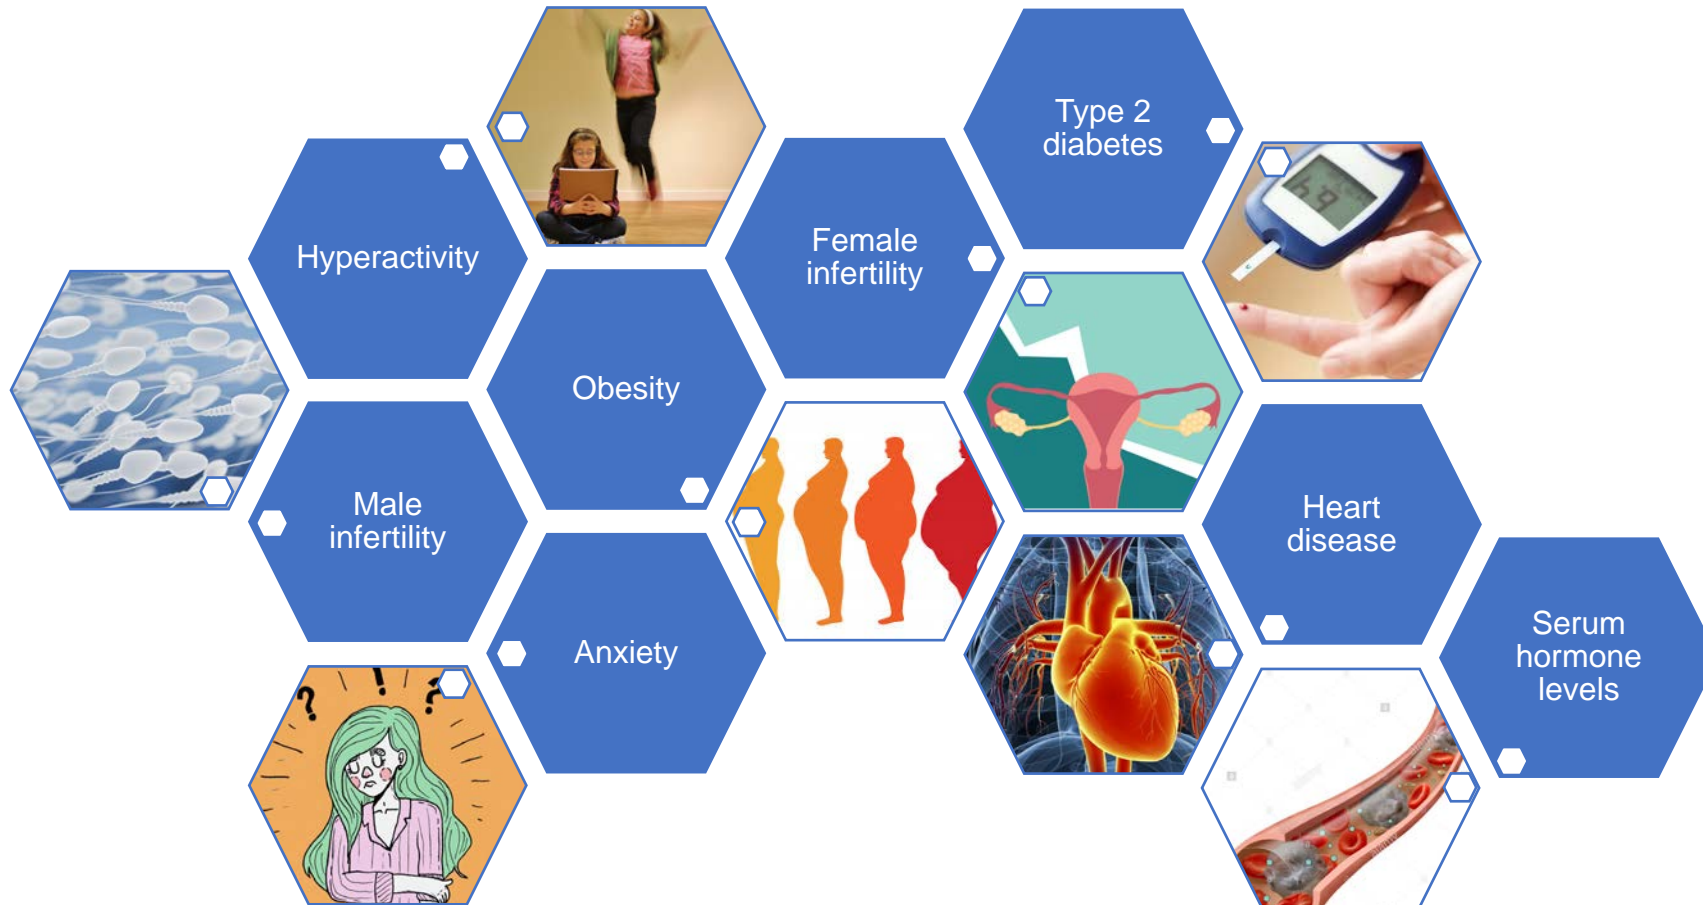 Type 2
diabetes
Hyperactivity
Female
infertility
Obesity
Male
infertility
Heart
disease
Anxiety
Serum
hormone
levels
? ! ?